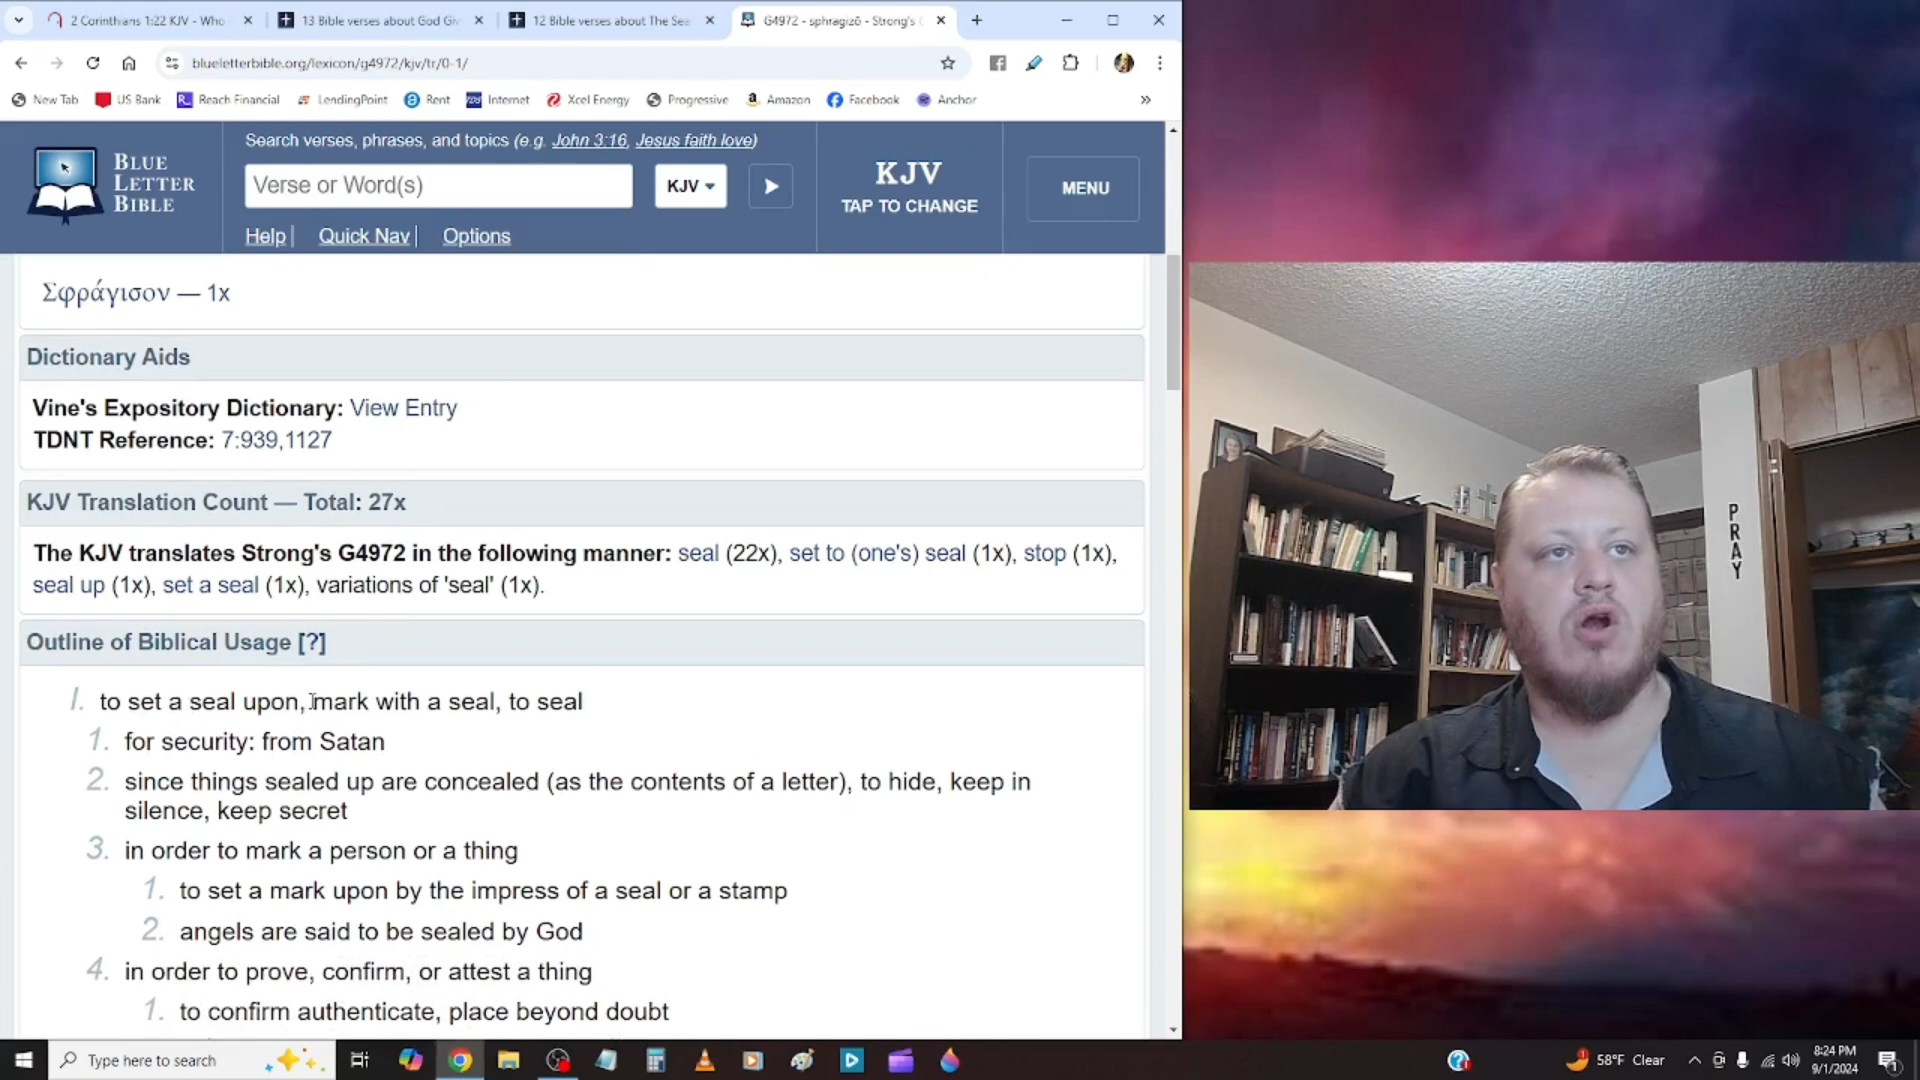 2 Corinthians 1:22 KJV - Who
13 Bible verses about God Giv
12 Bible verses about The Sea
G4972 - sphragizō - Strong's
blueletterbible.org/lexicon/g4972/kjv/tr/0-1/
New Tab US Bank Reach Financial LendingPoint Rent Internet Xcel Energy Progressive Amazon Facebook Anchor »
BLUE
LETTER
BIBLE
Search verses, phrases, and topics (e.g. John 3:16, Jesus faith love)
Verse or Word(s)
KJV
Help| Quick Nav| Options
KJV
TAP TO CHANGE
MENU
Σφράγισον — 1x
Dictionary Aids
Vine's Expository Dictionary: View Entry
TDNT Reference: 7:939,1127
KJV Translation Count — Total: 27x
The KJV translates Strong's G4972 in the following manner: seal (22x), set to (one's) seal (1x), stop (1x),
seal up (1x), set a seal (1x), variations of 'seal' (1x).
Outline of Biblical Usage [?]
I. to set a seal upon, mark with a seal, to seal
1. for security: from Satan
2. since things sealed up are concealed (as the contents of a letter), to hide, keep in
silence, keep secret
3. in order to mark a person or a thing
1. to set a mark upon by the impress of a seal or a stamp
2. angels are said to be sealed by God
4. in order to prove, confirm, or attest a thing
1. to confirm authenticate, place beyond doubt
PRAY
Type here to search
58°F Clear
8:24 PM
9/1/2024